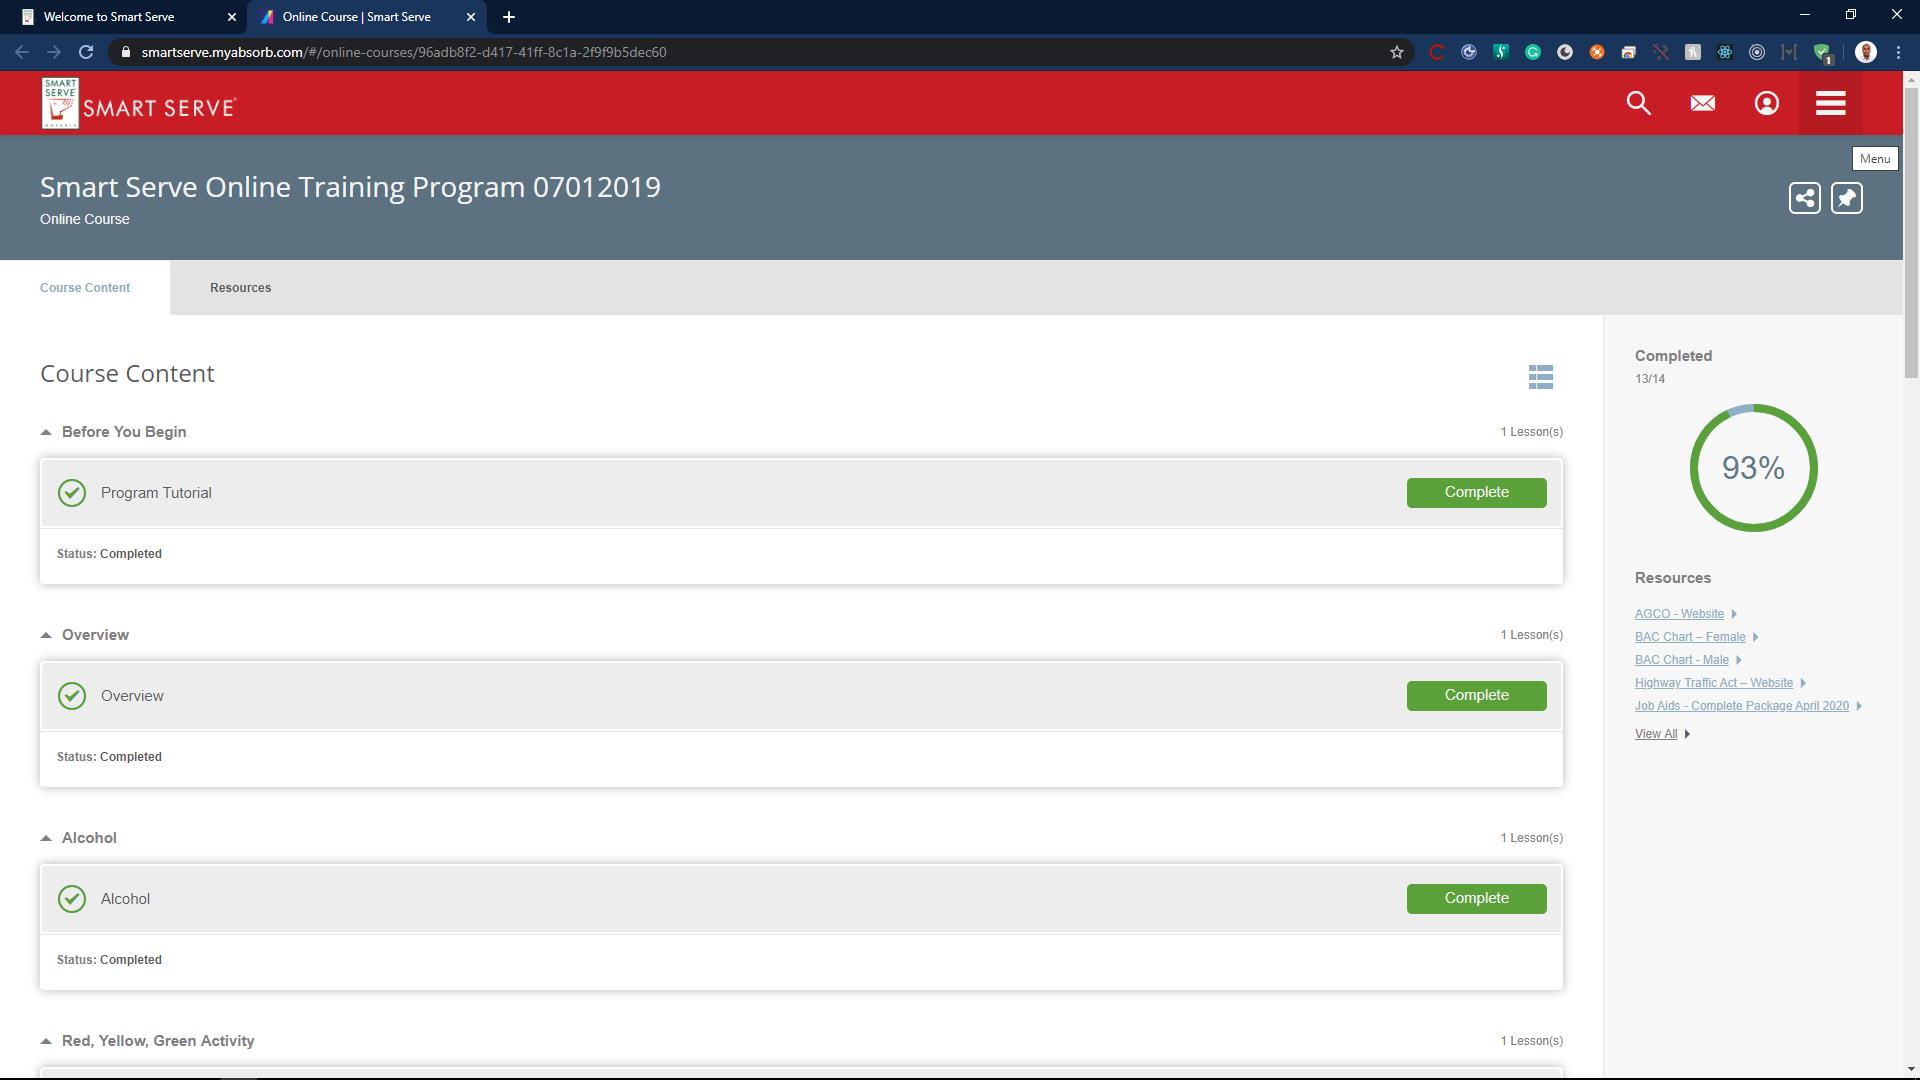 Welcome to Smart Serve
Online Course | Smart Serve
smartserve.myabsorb.com/#/online-courses/96adb8f2-d417-41ff-8c1a-2f9f9b5dec60
1
SMART
SERVE
ONTARIO
SMART SERVE®
Menu
Smart Serve Online Training Program 07012019
Online Course
Course Content
Resources
Course Content
Before You Begin
1 Lesson(s)
Program Tutorial
Complete
Status: Completed
Overview
1 Lesson(s)
Overview
Complete
Status: Completed
Alcohol
1 Lesson(s)
Alcohol
Complete
Status: Completed
Red, Yellow, Green Activity
1 Lesson(s)
Completed
13/14
93%
Resources
AGCO - Website
BAC Chart – Female
BAC Chart - Male
Highway Traffic Act – Website
Job Aids - Complete Package April 2020
View All